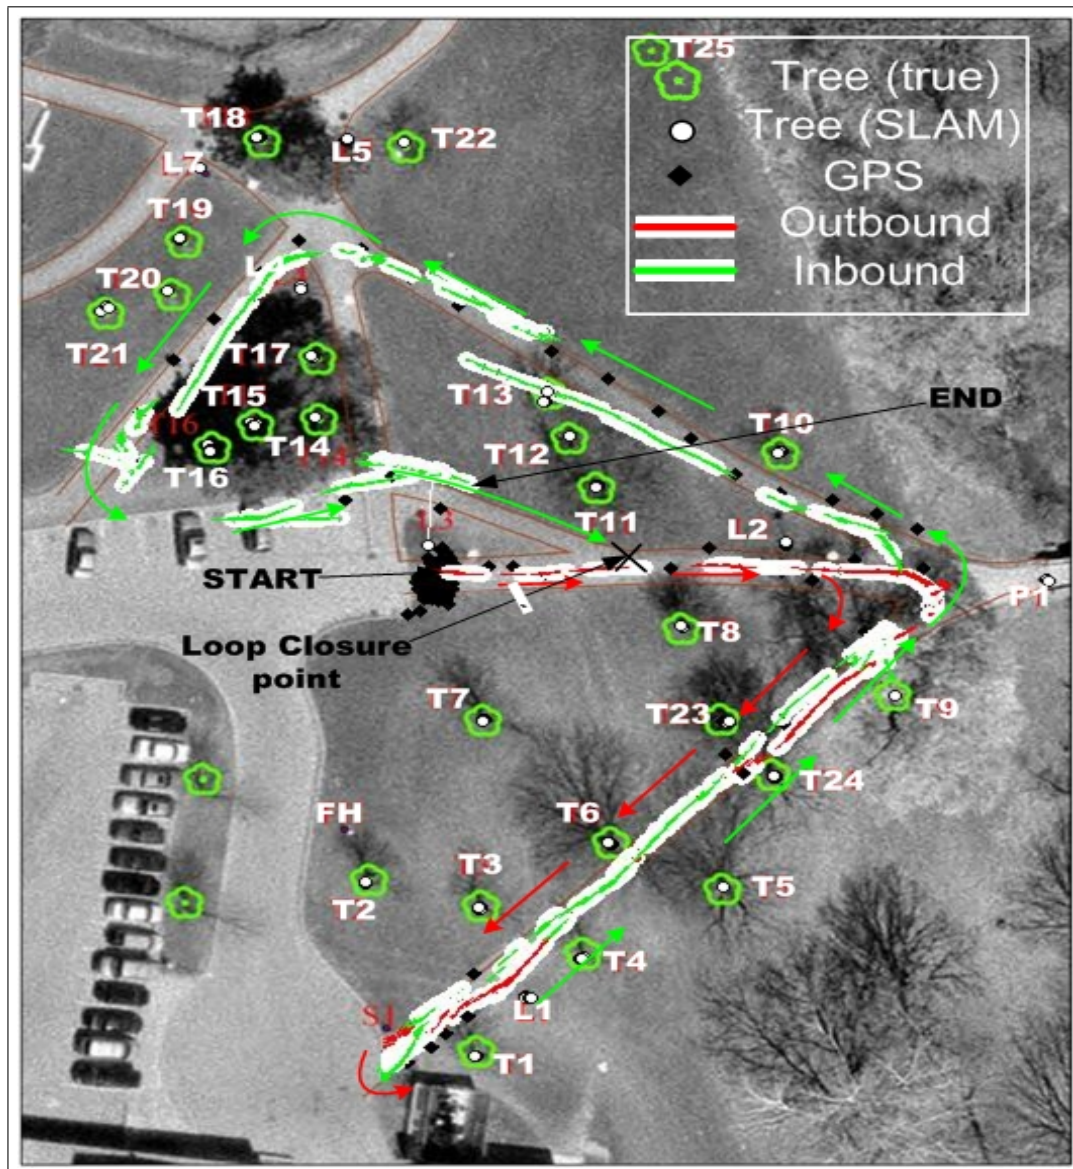 T25
Tree (true)
Tree (SLAM)
GPS
Outbound
Inbound
T18
L5
T22
L7
T19
T20
T21
T17
T15
T16
T13
END
T14
T10
T12
T16
T11
L3
L2
START
P1
Loop Closure
point
T8
T7
T23
T9
T24
T6
FH
T3
T2
T5
T4
S1
L1
T1